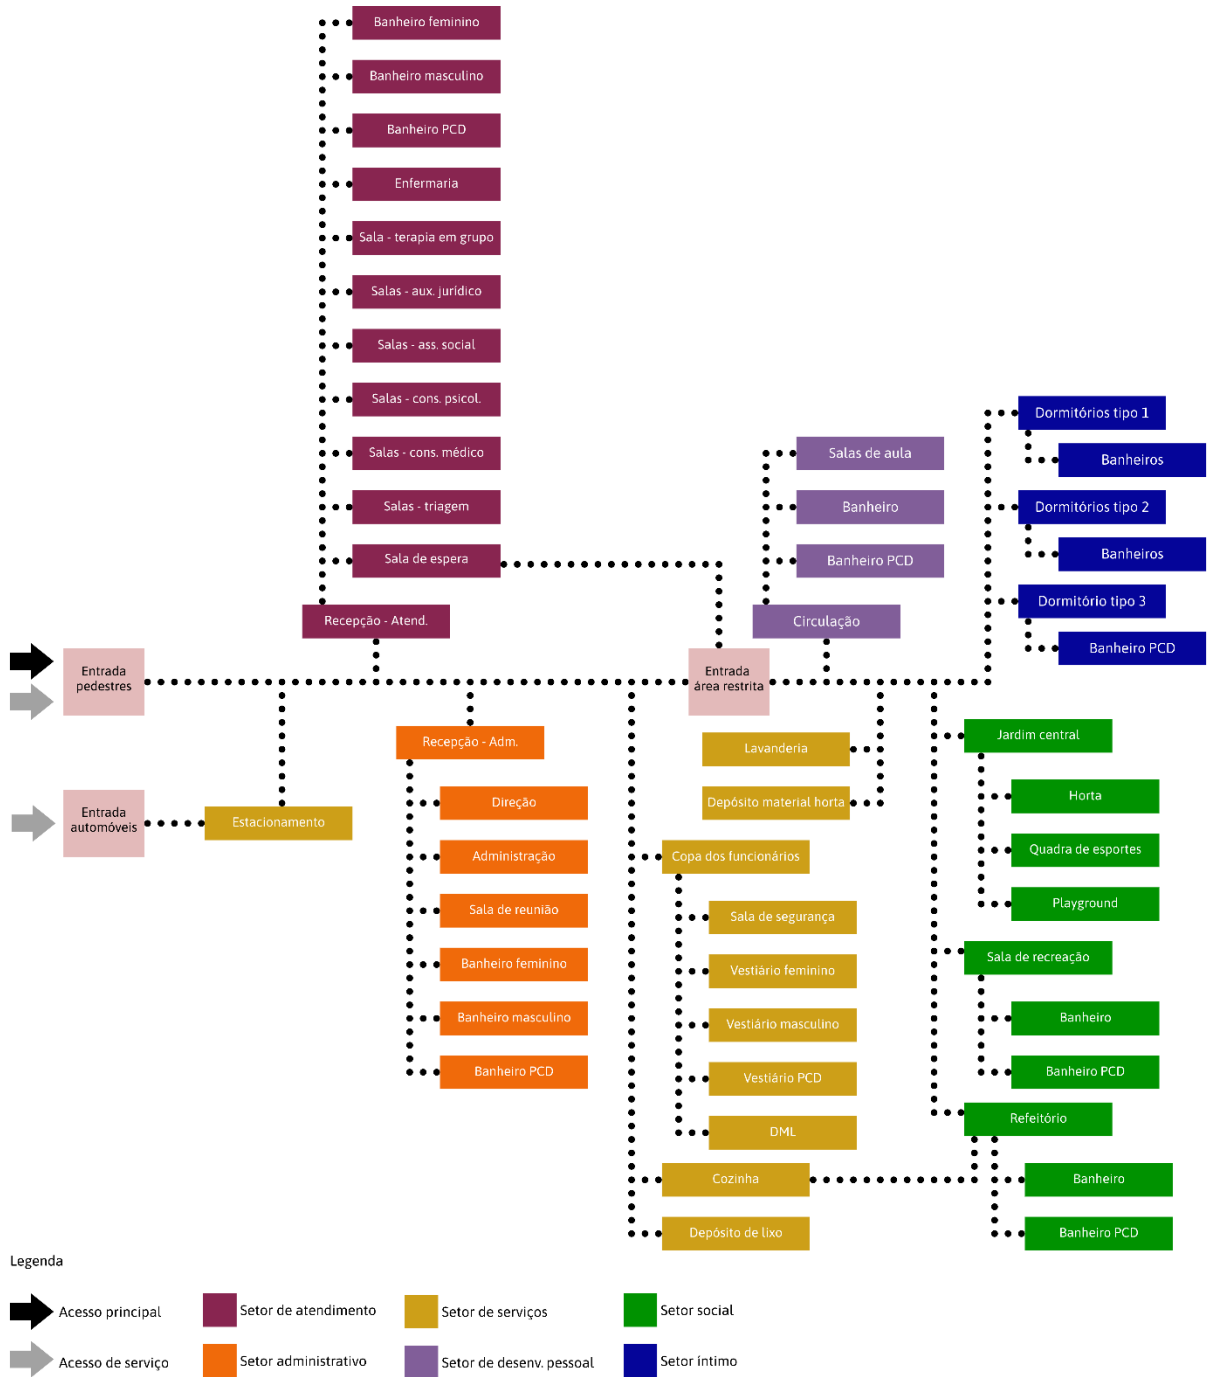 Banheiro feminino
Banheiro masculino
Banheiro PCD
Enfermaria
Sala - terapia em grupo
Salas - aux. jurídico
Salas - ass. social
Salas - cons. psicol.
Salas - cons. médico
Salas - triagem
Sala de espera
Recepção - Atend.
Salas de aula
Banheiro
Banheiro PCD
Circulação
Dormitórios tipo 1
Banheiros
Dormitórios tipo 2
Banheiros
Dormitório tipo 3
Banheiro PCD
Entrada
pedestres
Entrada
área restrita
Entrada
automóveis
Estacionamento
Recepção - Adm.
Direção
Administração
Sala de reunião
Banheiro feminino
Banheiro masculino
Banheiro PCD
Lavanderia
Depósito material horta
Copa dos funcionários
Sala de segurança
Vestiário feminino
Vestiário masculino
Vestiário PCD
DML
Cozinha
Depósito de lixo
Jardim central
Horta
Quadra de esportes
Playground
Sala de recreação
Banheiro
Banheiro PCD
Refeitório
Banheiro
Banheiro PCD
Legenda
Acesso principal
Setor de atendimento
Setor de serviços
Setor social
Acesso de serviço
Setor administrativo
Setor de desenv. pessoal
Setor íntimo